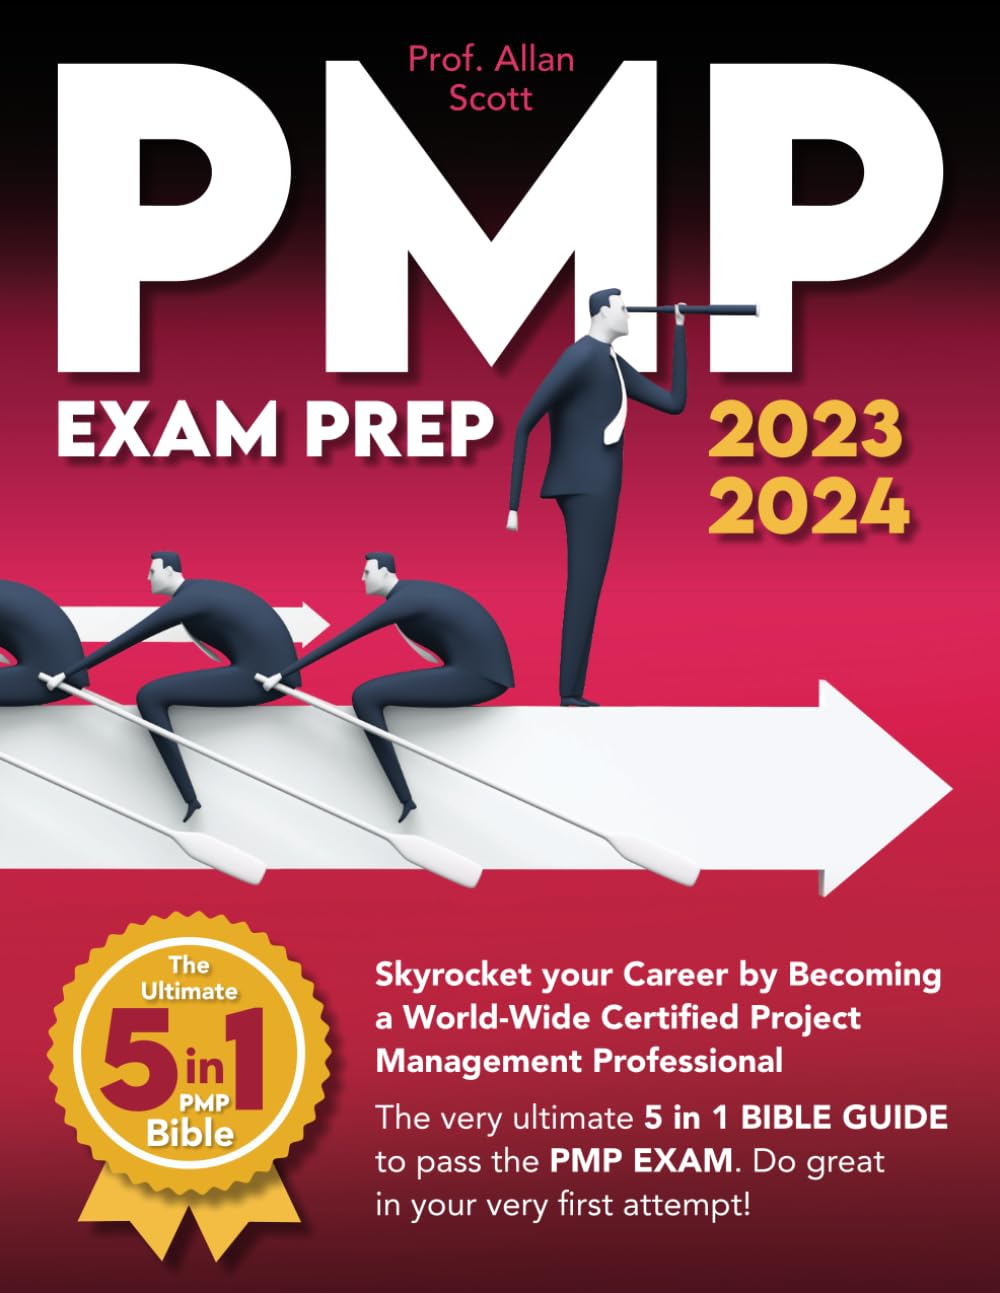 Prof. Allan
Scott
PMP
EXAM PREP
2023
2024
The
Ultimate
5 in 1
PMP
Bible
Skyrocket your Career by Becoming
a World-Wide Certified Project
Management Professional
The very ultimate 5 in 1 BIBLE GUIDE
to pass the PMP EXAM. Do great
in your very first attempt!